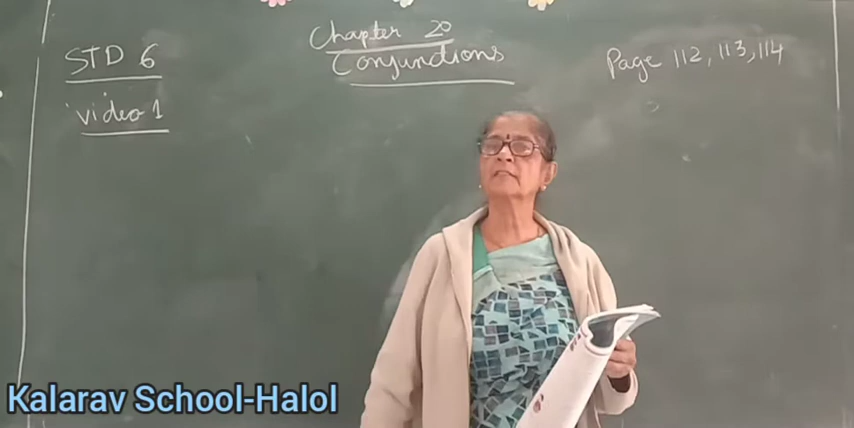 STD 6
Video 1
Chapter 20
Conjunctions
Page 112, 113, 114
Kalarav School-Halol